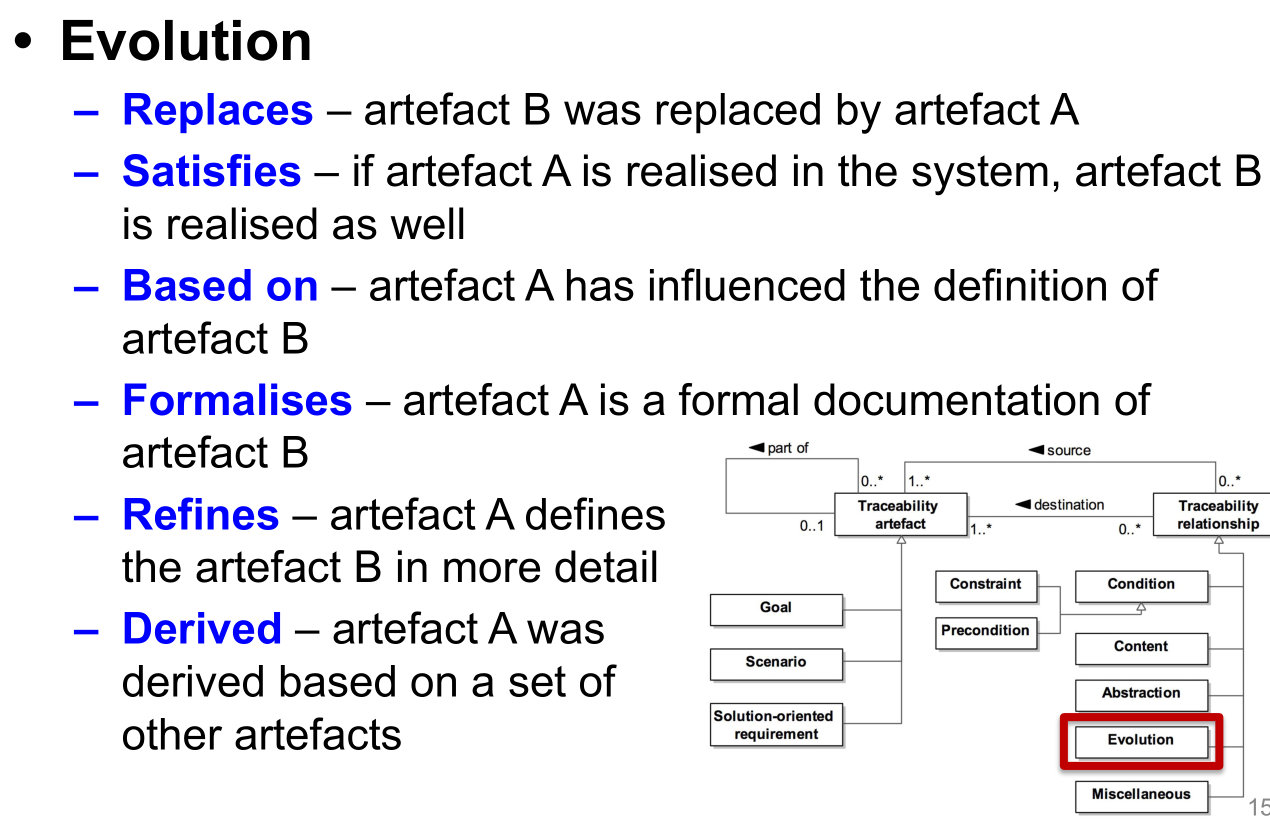 • Evolution
– Replaces – artefact B was replaced by artefact A
– Satisfies – if artefact A is realised in the system, artefact B
is realised as well
– Based on – artefact A has influenced the definition of
artefact B
– Formalises – artefact A is a formal documentation of
artefact B
– Refines – artefact A defines
the artefact B in more detail
– Derived – artefact A was
derived based on a set of
other artefacts
part of
source
0..*
1..*
0..*
Traceability
artefact
destination
Traceability
relationship
0..1
1..*
0..*
Constraint
Condition
Goal
Precondition
Content
Scenario
Abstraction
Solution-oriented
requirement
Evolution
Miscellaneous
15